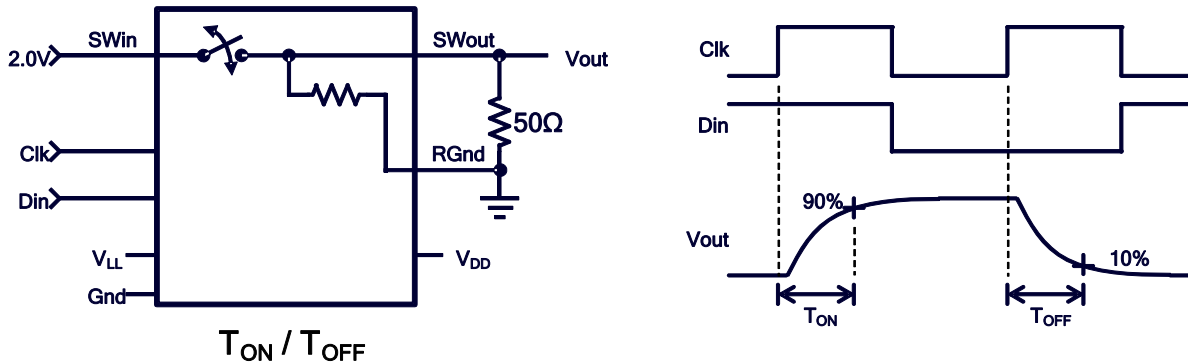 SWin
SWout
2.0V
Vout
50Ω
Clk
RGnd
Din
VLL
VDD
Gnd
TON / TOFF
Clk
Din
90%
Vout
10%
TON
TOFF